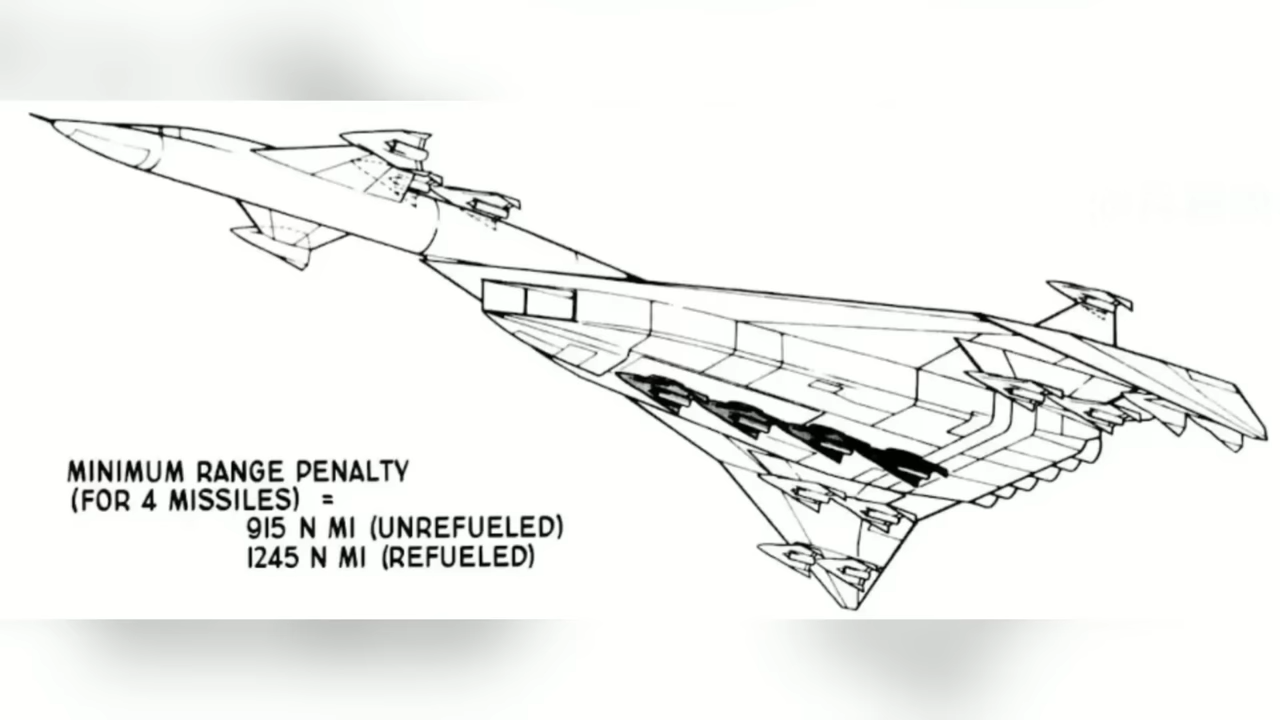 MINIMUM RANGE PENALTY
(FOR 4 MISSILES) =
915 N MI (UNREFUELED)
1245 N MI (REFUELED)